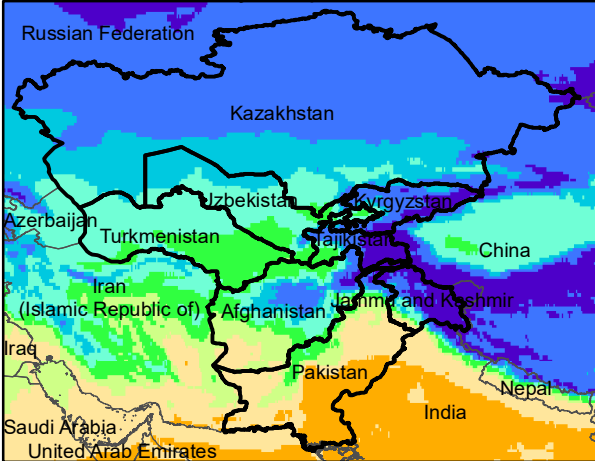 Russian Federation
Kazakhstan
Izbekistan
Kyrgyzstan
Azerbaijan
Turkmenistan
Tajikistan
China
Iran
(Islamic Republic of)
Afghanistan
Jammu and Kashmir
Iraq
Pakistan
Nepal
India
Saudi Arabia
United Arab Emirates